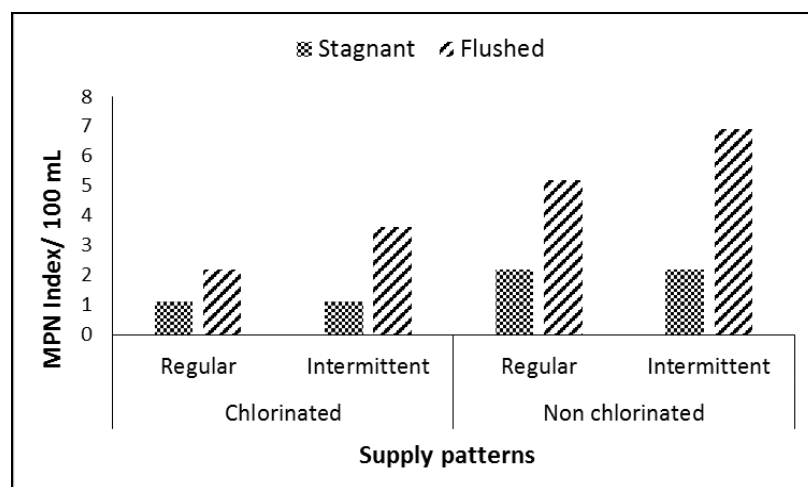 Stagnant Flushed
8
7
6
5
4
3
2
1
0
MPN Index/ 100 mL
Regular Intermittent Regular Intermittent
Chlorinated Non chlorinated
Supply patterns